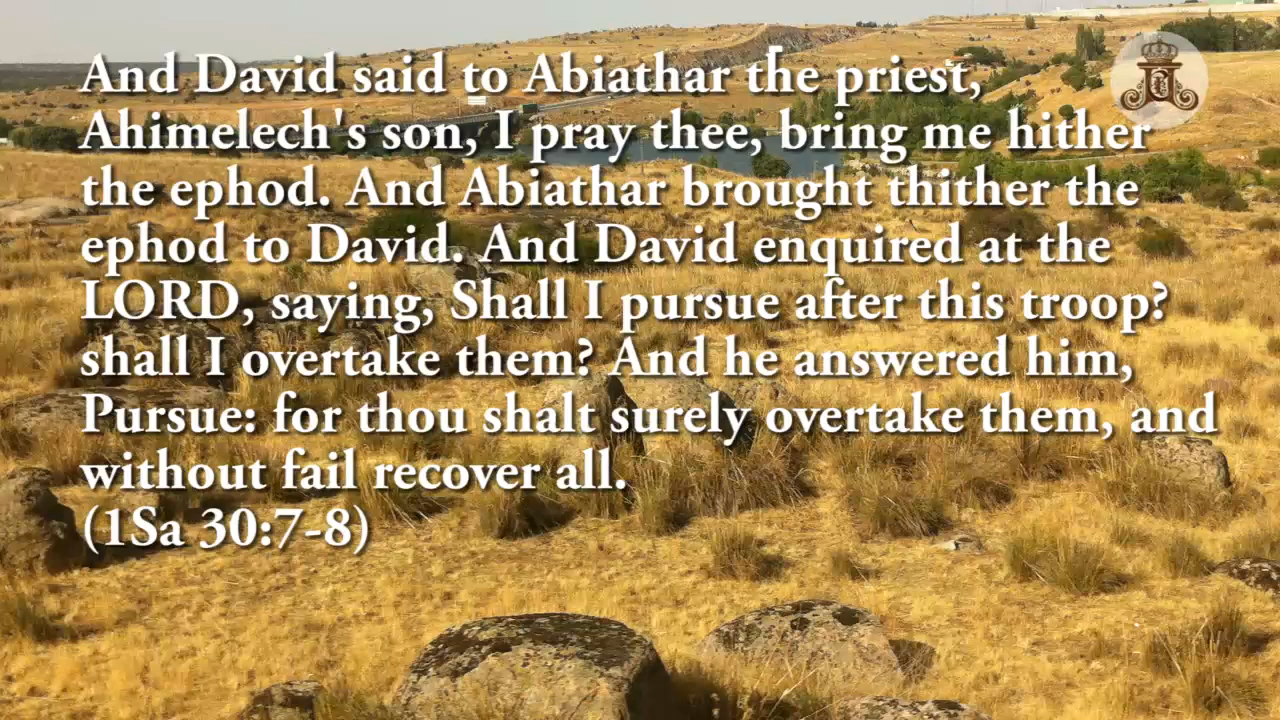 And David said to Abiathar the priest,
Ahimelech's son, I pray thee, bring me hither
the ephod. And Abiathar brought thither the
ephod to David. And David enquired at the
LORD, saying, Shall I pursue after this troop?
shall I overtake them? And he answered him,
Pursue: for thou shalt surely overtake them, and
without fail recover all.
(1Sa 30:7-8)